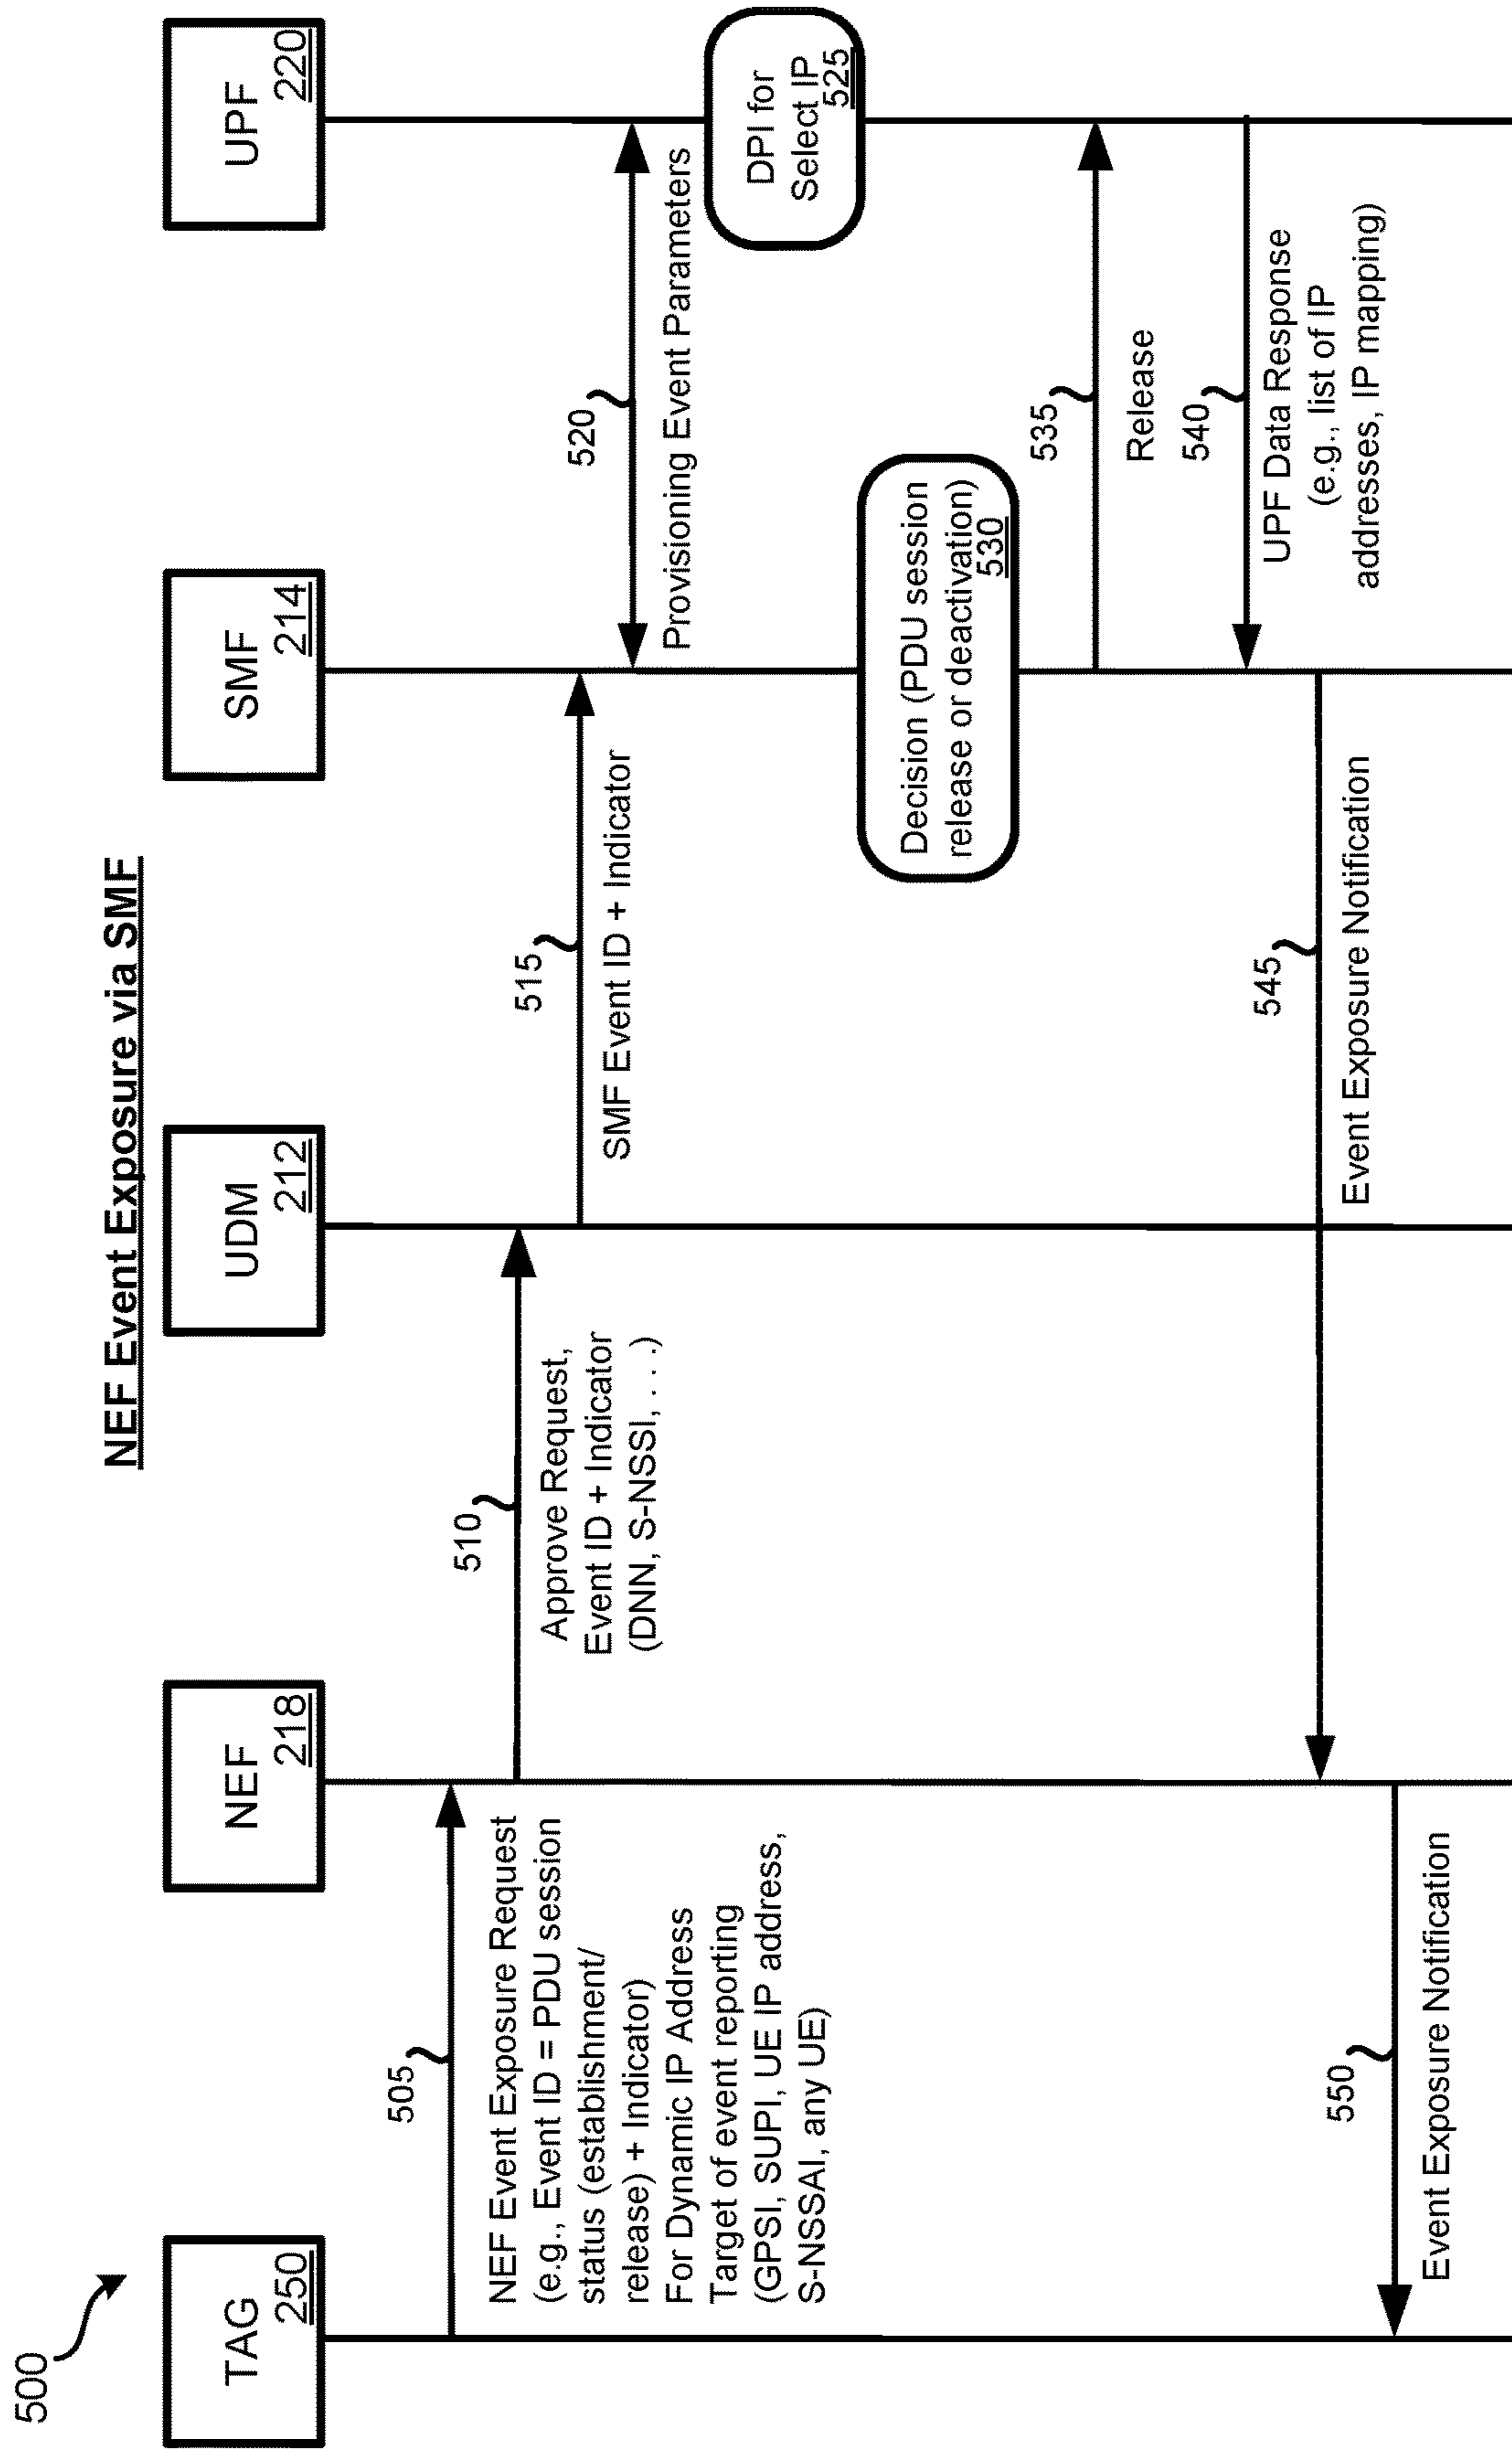 500
NEF Event Exposure via SMF
TAG
250
NEF
218
UDM
212
SMF
214
UPF
220
505
NEF Event Exposure Request
(e.g., Event ID = PDU session
status (establishment/
release) + Indicator)
For Dynamic IP Address
Target of event reporting
(GPSI, SUPI, UE IP address,
S-NSSAI, any UE)
510
Approve Request,
Event ID + Indicator
(DNN, S-NSSI, . . .)
515
SMF Event ID + Indicator
520
Provisioning Event Parameters
DPI for
Select IP
525
Decision (PDU session
release or deactivation)
530
535
Release
540
UPF Data Response
(e.g., list of IP
addresses, IP mapping)
545
Event Exposure Notification
550
Event Exposure Notification